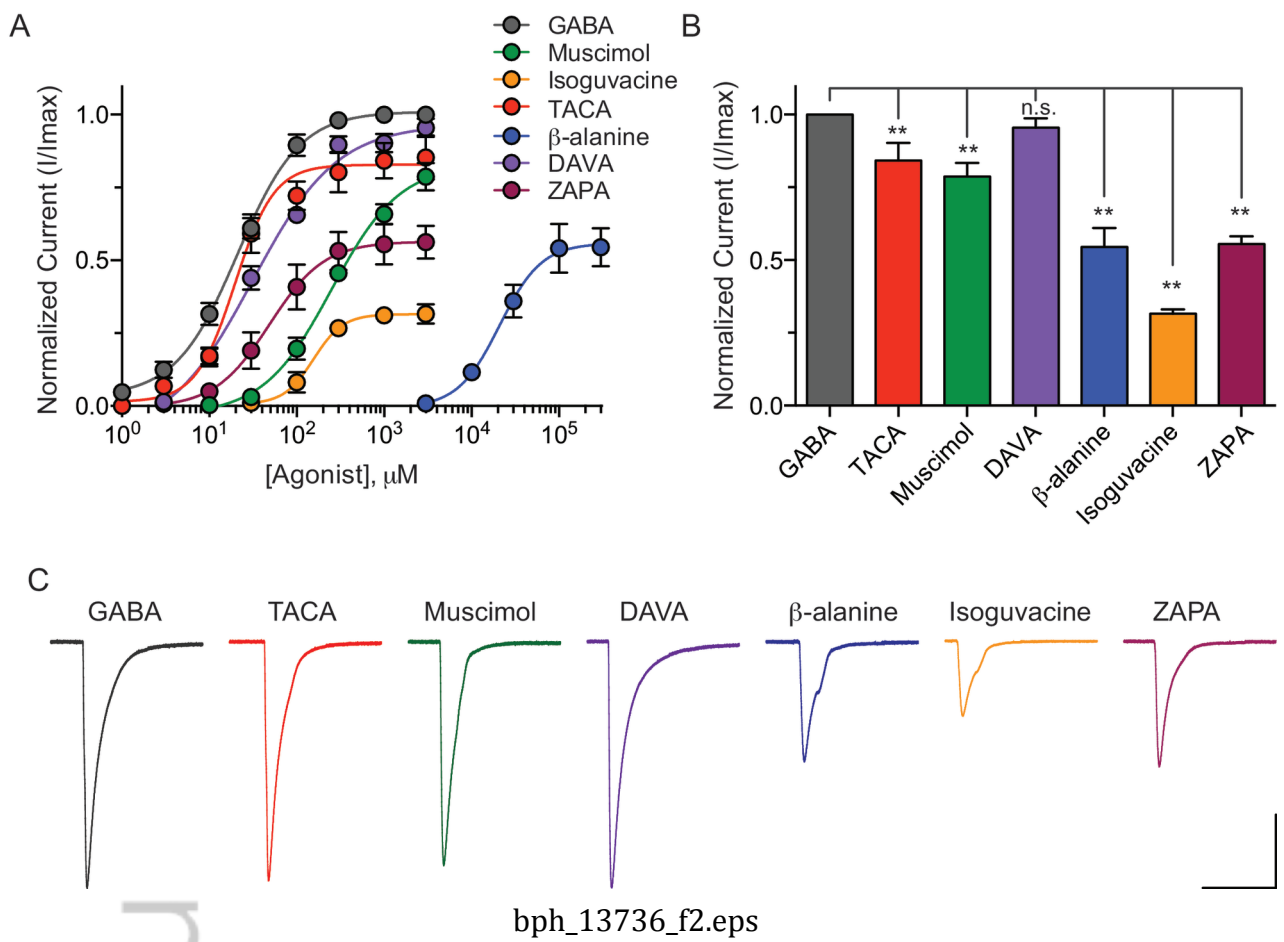 A
GABA
Muscimol
Isoguvacine
TACA
β-alanine
DAVA
ZAPA
Normalized Current (I/Imax)
1.0
0.5
0.0
10⁰ 10¹ 10² 10³ 10⁴ 10⁵
[Agonist], μM
B
Normalized Current (I/Imax)
1.0
0.5
0.0
** ** n.s. ** ** **
GABA TACA Muscimol DAVA β-alanine Isoguvacine ZAPA
C
GABA TACA Muscimol DAVA β-alanine Isoguvacine ZAPA
bph_13736_f2.eps